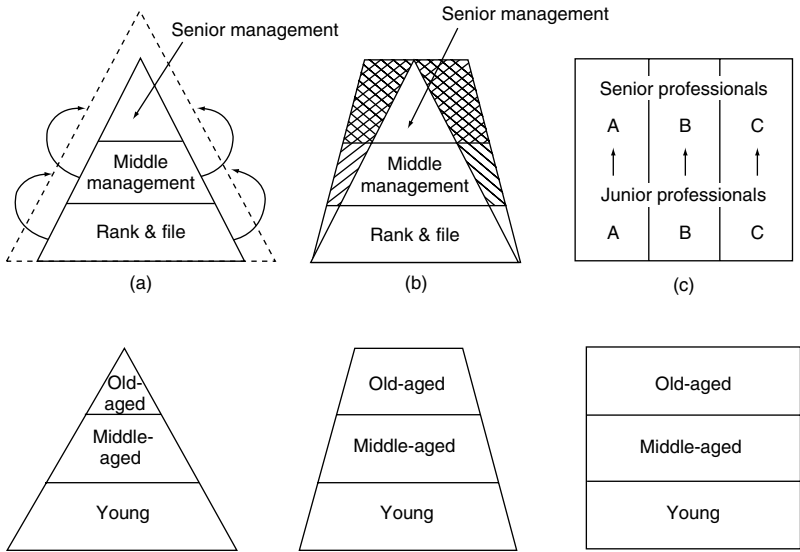 Senior management
Middle
management
Rank & file
(a)
Senior management
Middle
management
Rank & file
(b)
Senior professionals
A B C
Junior professionals
A B C
(c)
Old-
aged
Middle-
aged
Young
Old-aged
Middle-aged
Young
Old-aged
Middle-aged
Young